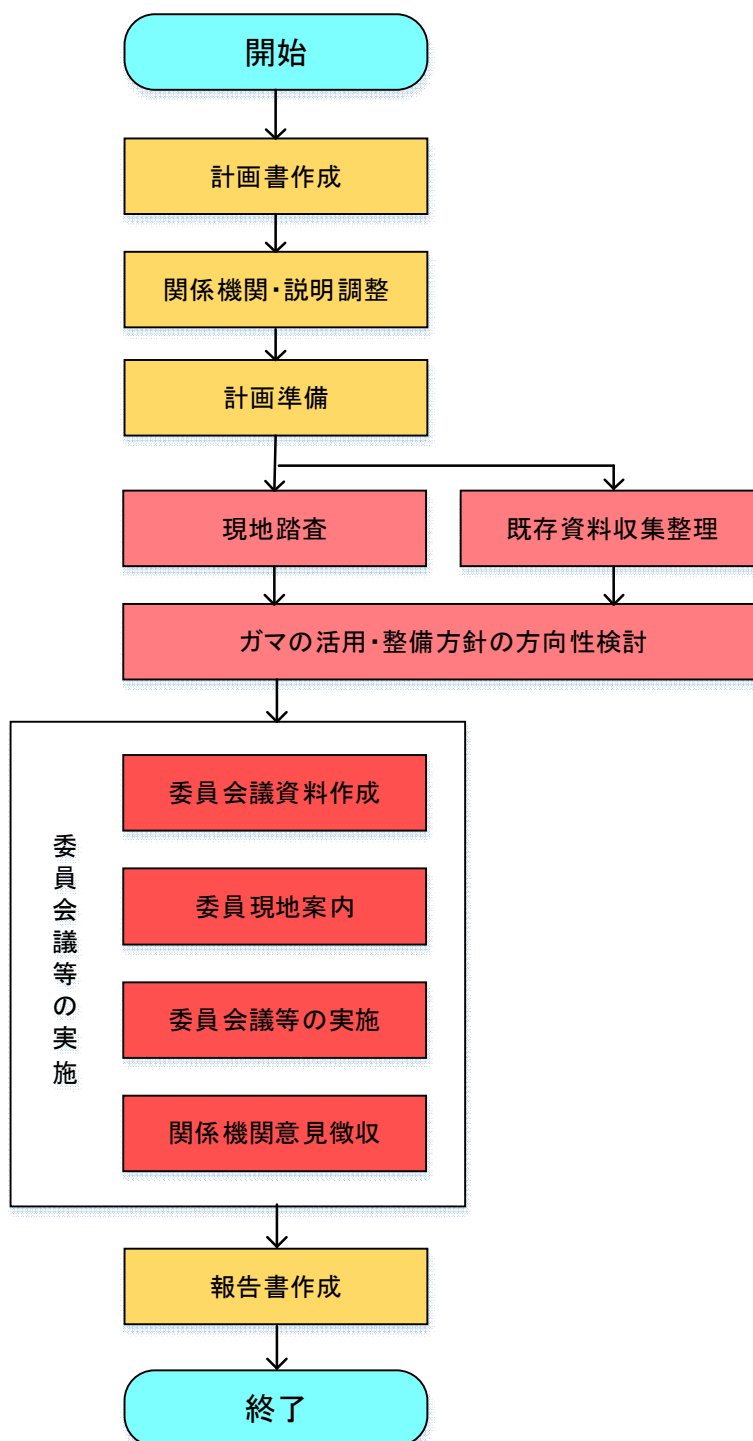 開始
計画書作成
関係機関・説明調整
計画準備
現地踏査
既存資料収集整理
ガマの活用・整備方針の方向性検討
委員会議等の実施
委員会議資料作成
委員現地案内
委員会議等の実施
関係機関意見徴収
報告書作成
終了